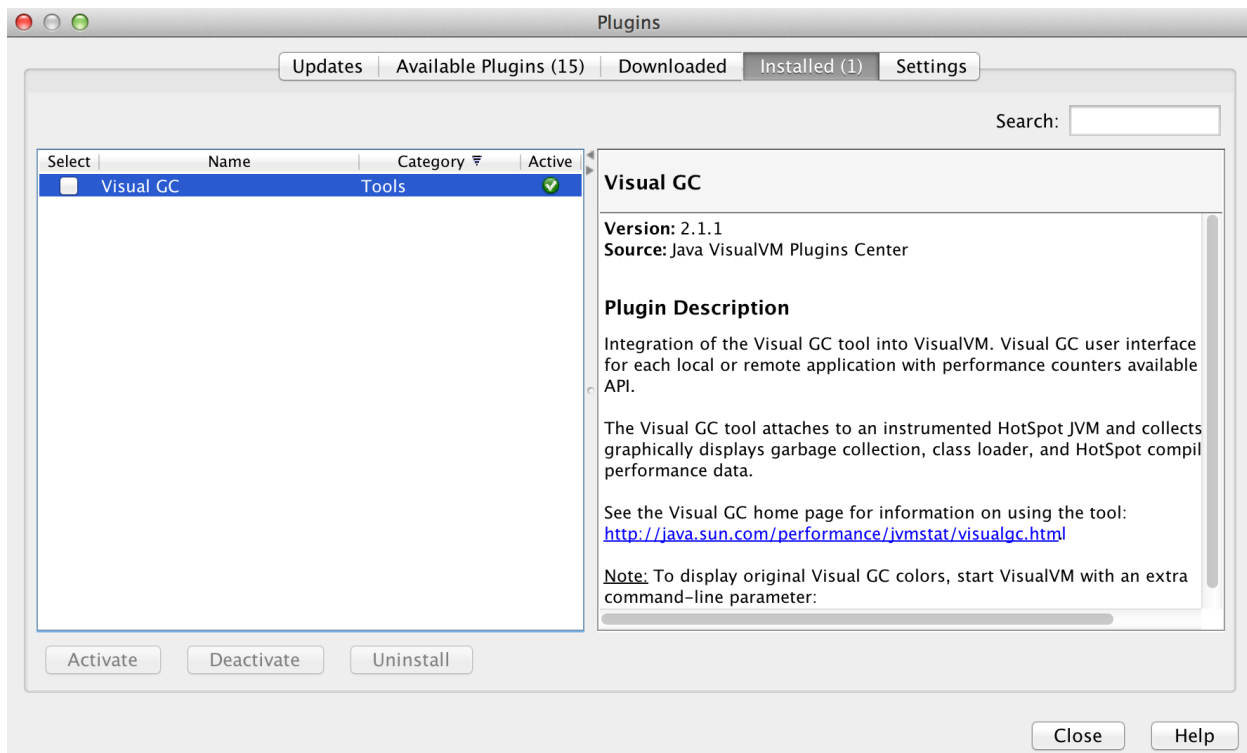 Plugins
Updates
Available Plugins (15)
Downloaded
Installed (1)
Settings
Search:
Select
Name
Category
Active
Visual GC
Tools
Visual GC
Version: 2.1.1
Source: Java VisualVM Plugins Center
Plugin Description
Integration of the Visual GC tool into VisualVM. Visual GC user interface
for each local or remote application with performance counters available
API.
The Visual GC tool attaches to an instrumented HotSpot JVM and collects
graphically displays garbage collection, class loader, and HotSpot compil
performance data.
See the Visual GC home page for information on using the tool:
http://java.sun.com/performance/jvmstat/visualgc.html
Note: To display original Visual GC colors, start VisualVM with an extra
command-line parameter:
Activate
Deactivate
Uninstall
Close
Help